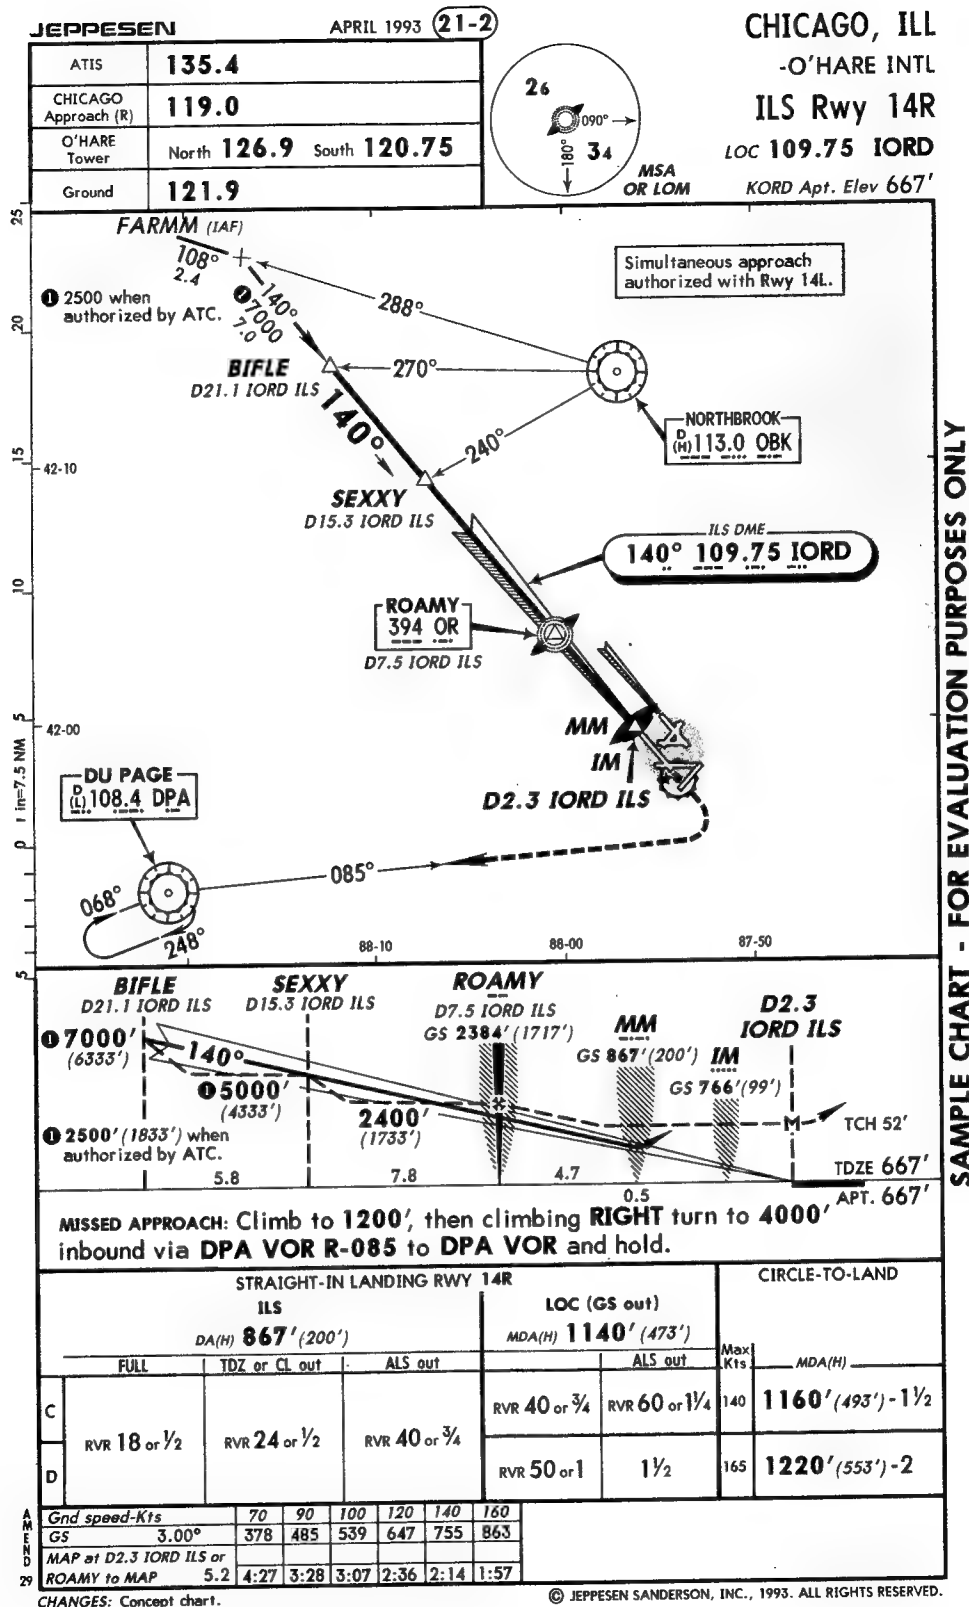 JEPPESEN APRIL 1993 21-2
CHICAGO, ILL
-O'HARE INTL
ILS Rwy 14R
LOC 109.75 IORD
KORD Apt. Elev 667'
ATIS 135.4
CHICAGO Approach (R) 119.0
O'HARE Tower North 126.9 South 120.75
Ground 121.9
26
090°
180°
34
MSA
OR LOM
FARMM (IAF)
108°
2.4
140°
1 7000
7.0
1 2500 when
authorized by ATC.
Simultaneous approach
authorized with Rwy 14L.
288°
BIFLE
D21.1 IORD ILS
270°
140°
NORTHBROOK
D
(H) 113.0 OBK
240°
SEXXY
D15.3 IORD ILS
ILS DME
140° 109.75 IORD
ROAMY
394 OR
D7.5 IORD ILS
MM
IM
D2.3 IORD ILS
DU PAGE
D
(L) 108.4 DPA
085°
068°
248°
25
20
15
10
5
0
5
1 in=7.5 NM
42-10
42-00
88-10 88-00 87-50
SAMPLE CHART - FOR EVALUATION PURPOSES ONLY
BIFLE
D21.1 IORD ILS
SEXXY
D15.3 IORD ILS
ROAMY
D7.5 IORD ILS
GS 2384' (1717')
MM
GS 867' (200')
IM
GS 766' (99')
D2.3
IORD ILS
1 7000'
(6333')
140°
1 5000'
(4333')
2400'
(1733')
1 2500' (1833') when
authorized by ATC.
M
TCH 52'
TDZE 667'
APT. 667'
5.8 7.8 4.7
0.5
MISSED APPROACH: Climb to 1200', then climbing RIGHT turn to 4000'
inbound via DPA VOR R-085 to DPA VOR and hold.
STRAIGHT-IN LANDING RWY 14R CIRCLE-TO-LAND
ILS LOC (GS out)
DA(H) 867' (200') MDA(H) 1140' (473')
FULL TDZ or CL out ALS out ALS out Max Kts MDA(H)
C RVR 40 or ¾ RVR 60 or 1¼ 140 1160' (493') - 1½
RVR 18 or ½ RVR 24 or ½ RVR 40 or ¾
D RVR 50 or 1 1½ 165 1220' (553') - 2
Gnd speed-Kts 70 90 100 120 140 160
GS 3.00° 378 485 539 647 755 863
MAP at D2.3 IORD ILS or
ROAMY to MAP 5.2 4:27 3:28 3:07 2:36 2:14 1:57
AMEND 29
CHANGES: Concept chart.
© JEPPESEN SANDERSON, INC., 1993. ALL RIGHTS RESERVED.